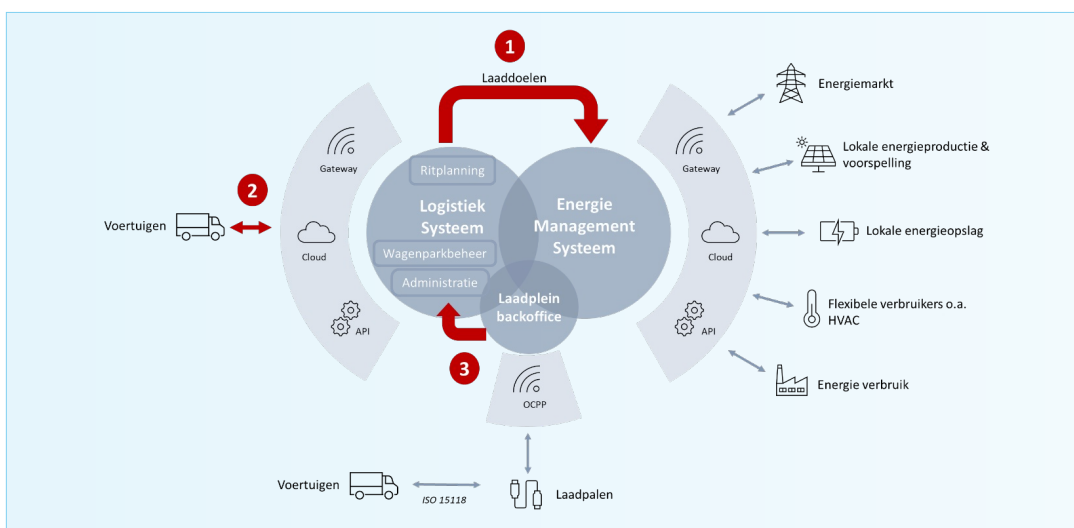 1
Laaddoelen
Energiemarkt
Gateway
Gateway
Ritplanning
Lokale energieproductie &
voorspelling
2
Voertuigen
Logistiek
Systeem
Energie
Management
Systeem
Lokale energieopslag
Cloud
Wagenparkbeheer
Cloud
Administratie
Laadplein
backoffice
Flexibele verbruikers o.a.
HVAC
API
API
3
Energie verbruik
OCPP
Voertuigen
ISO 15118
Laadpalen